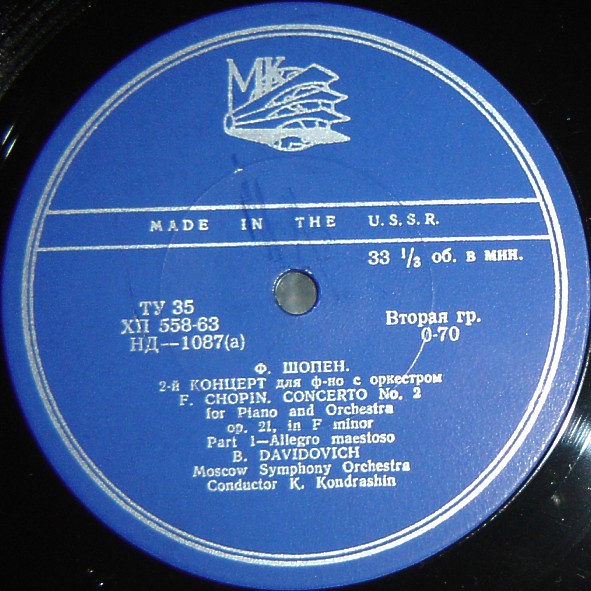 МК
MADE IN THE U.S.S.R.
33 1/3 об. в мин.
ТУ 35
ХП 558-63
НД—1087(а)
Вторая гр.
0-70
Ф. ШОПЕН.
2-й КОНЦЕРТ для ф-но с оркестром
F. CHOPIN. CONCERTO No. 2
for Piano and Orchestra
op. 21, in F minor
Part 1—Allegro maestoso
B. DAVIDOVICH
Moscow Symphony Orchestra
Conductor K. Kondrashin